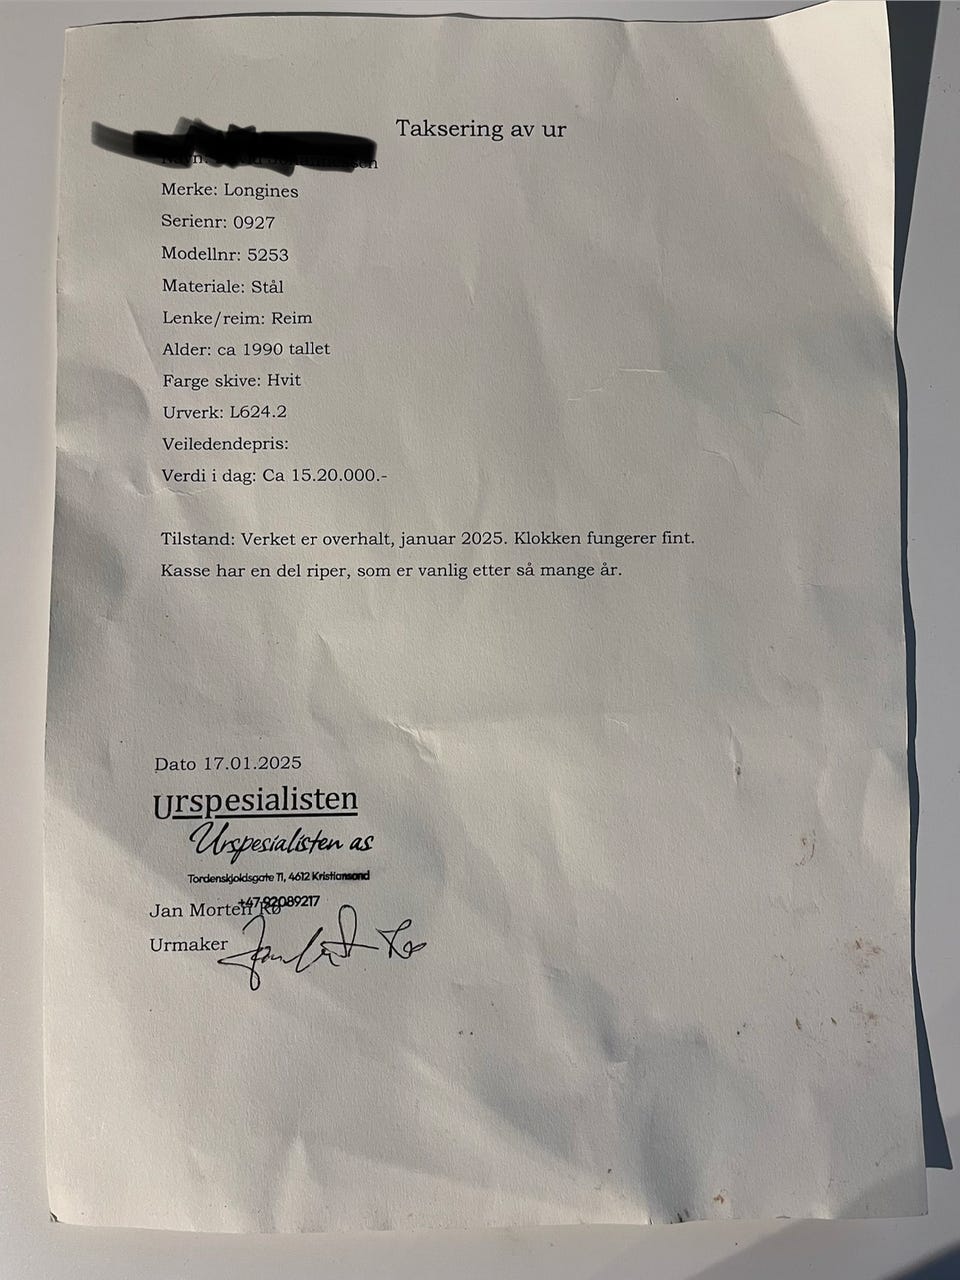 Taksering av ur
Merke: Longines
Serienr: 0927
Modellnr: 5253
Materiale: Stål
Lenke/reim: Reim
Alder: ca 1990 tallet
Farge skive: Hvit
Urverk: L624.2
Veiledendepris:
Verdi i dag: Ca 15.20.000.-
Tilstand: Verket er overhalt, januar 2025. Klokken fungerer fint.
Kasse har en del riper, som er vanlig etter så mange år.
Dato 17.01.2025
Urspesialisten
Urspesialisten as
Tordenskjoldsgate 11, 4612 Kristiansand
+47 92089217
Jan Morten Rø
Urmaker